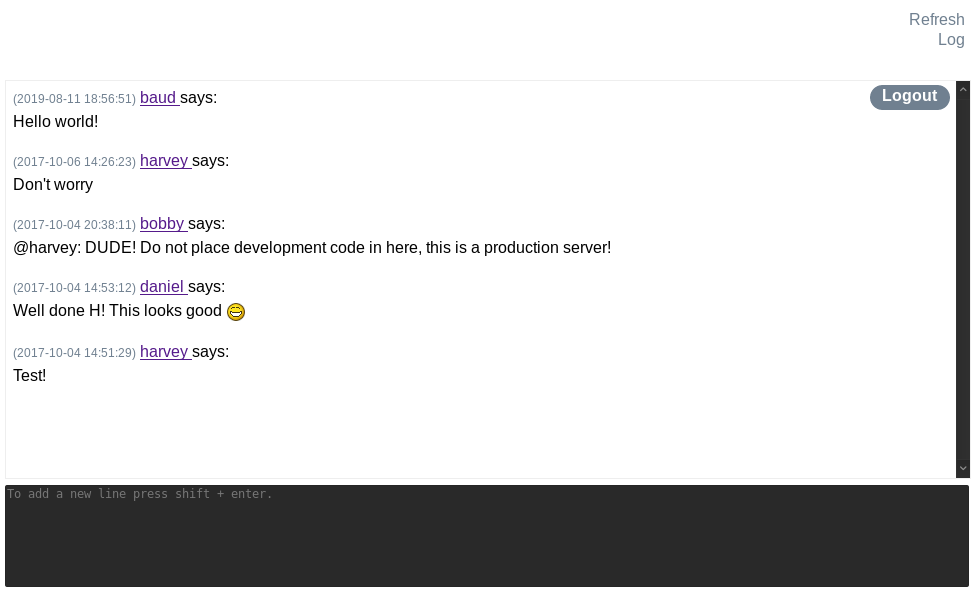 Refresh
Log
Logout
(2019-08-11 18:56:51) baud says:
Hello world!
(2017-10-06 14:26:23) harvey says:
Don't worry
(2017-10-04 20:38:11) bobby says:
@harvey: DUDE! Do not place development code in here, this is a production server!
(2017-10-04 14:53:12) daniel says:
Well done H! This looks good
(2017-10-04 14:51:29) harvey says:
Test!
To add a new line press shift + enter.